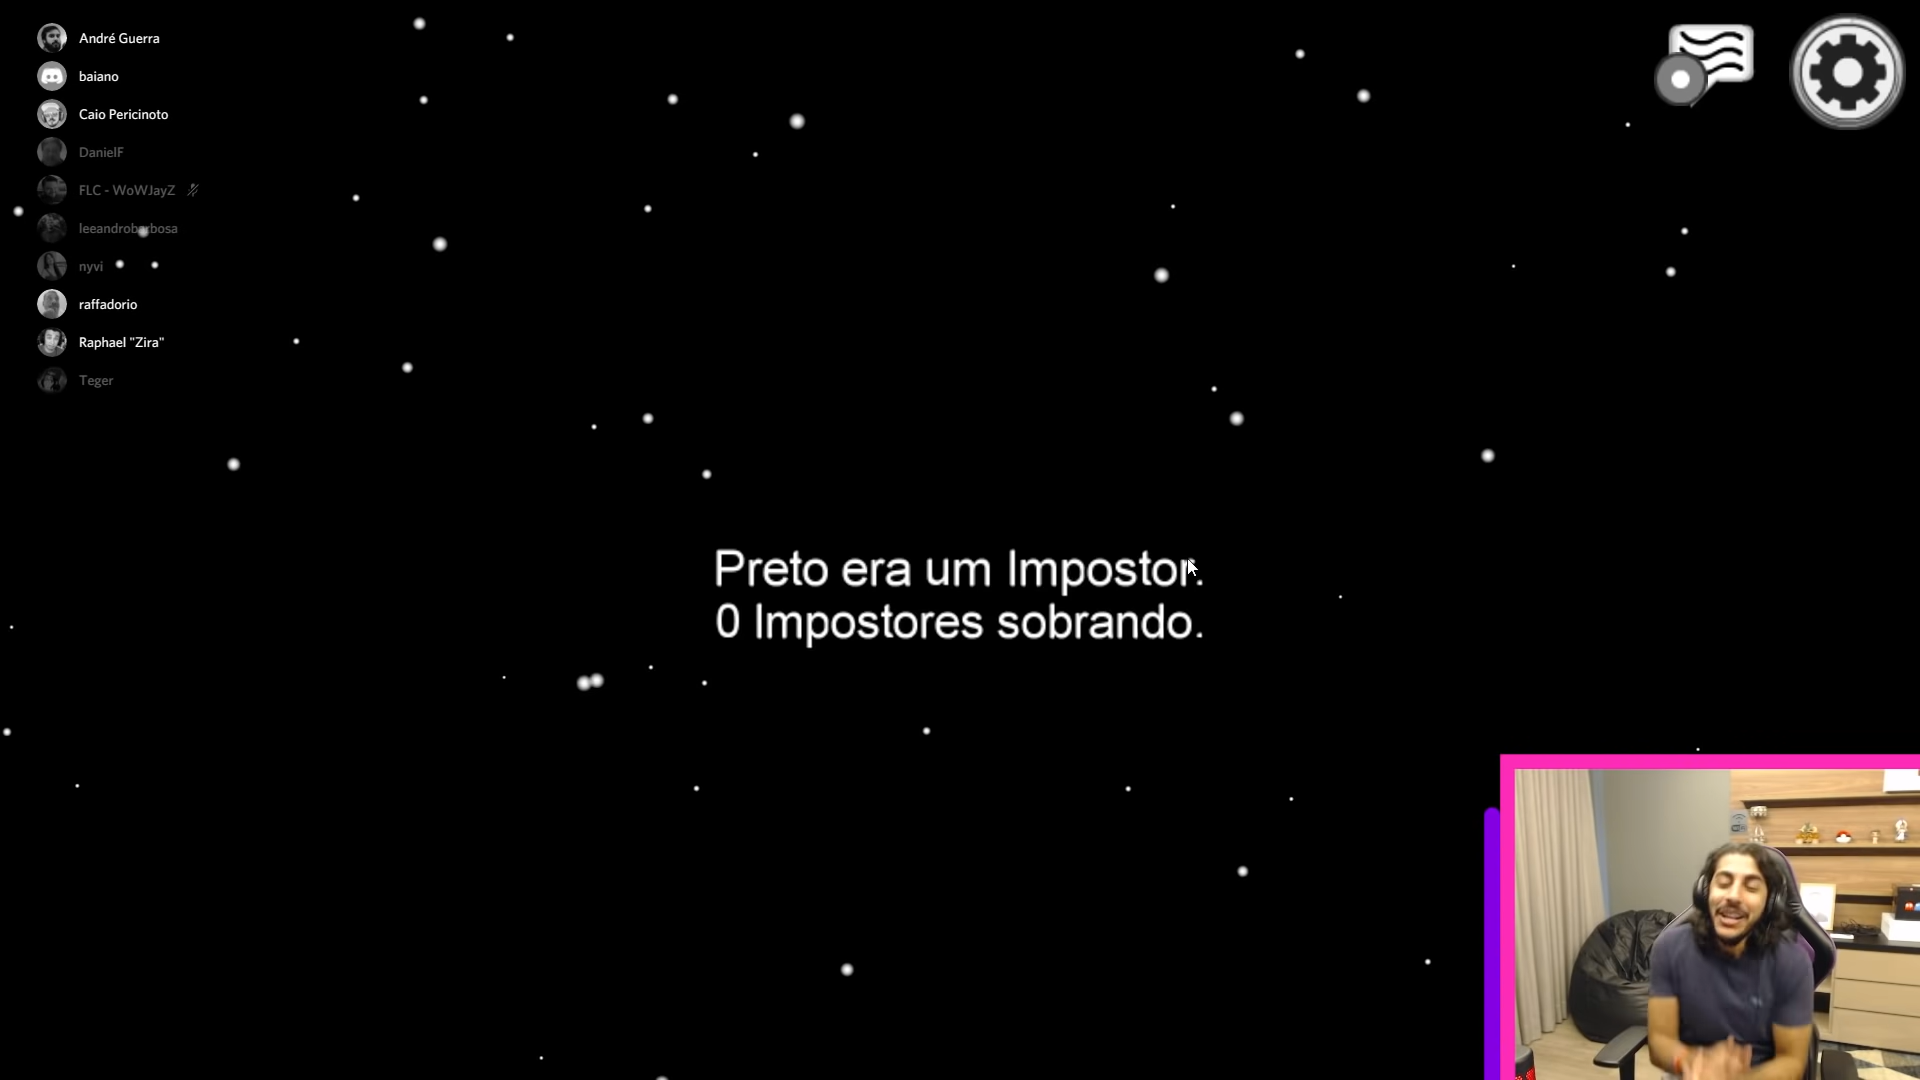 André Guerra
baiano
Caio Pericinoto
DanielF
FLC - WoWJayZ
leeandrobarbosa
nyvi
raffadorio
Raphael "Zira"
Teger
Preto era um Impostor.
0 Impostores sobrando.